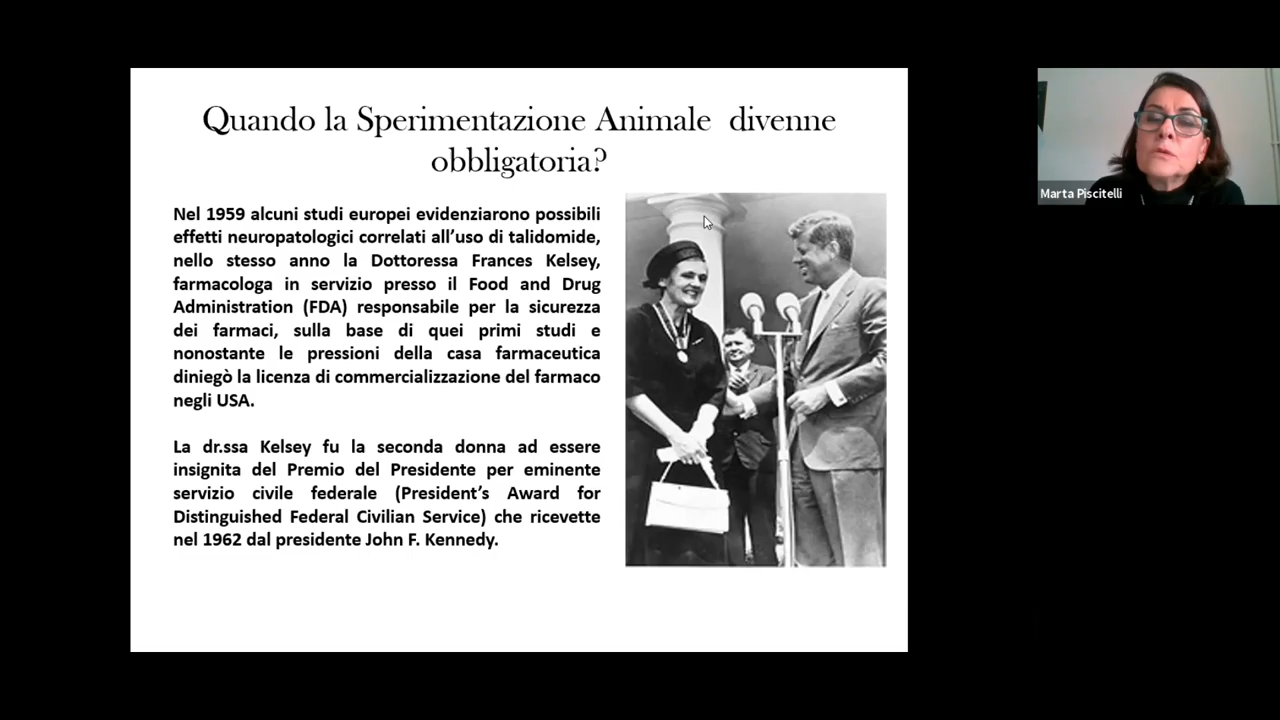 Quando la Sperimentazione Animale divenne
obbligatoria?
Nel 1959 alcuni studi europei evidenziarono possibili
effetti neuropatologici correlati all’uso di talidomide,
nello stesso anno la Dottoressa Frances Kelsey,
farmacologa in servizio presso il Food and Drug
Administration (FDA) responsabile per la sicurezza
dei farmaci, sulla base di quei primi studi e
nonostante le pressioni della casa farmaceutica
diniegò la licenza di commercializzazione del farmaco
negli USA.
La dr.ssa Kelsey fu la seconda donna ad essere
insignita del Premio del Presidente per eminente
servizio civile federale (President’s Award for
Distinguished Federal Civilian Service) che ricevette
nel 1962 dal presidente John F. Kennedy.
Marta Piscitelli